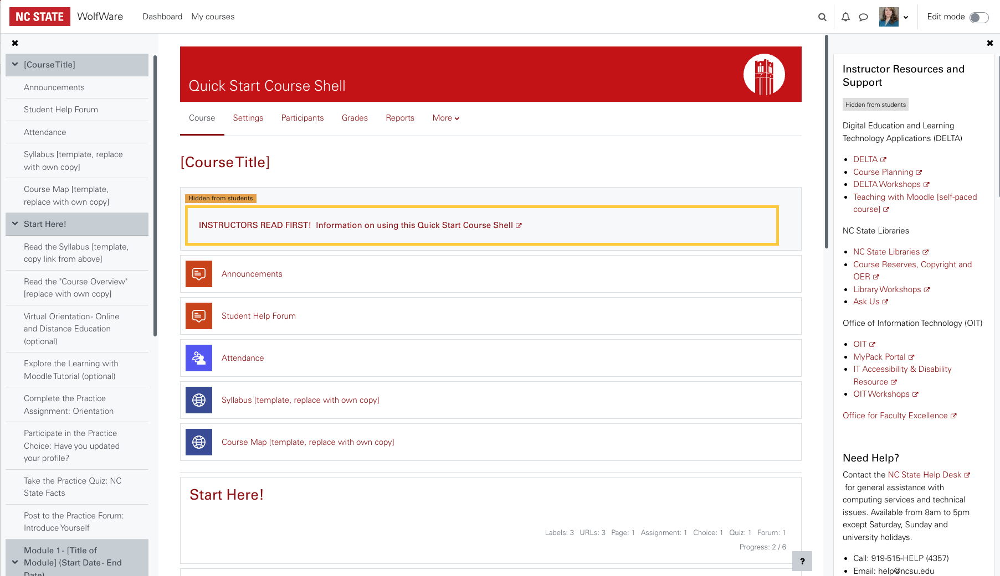 NC STATE WolfWare Dashboard My courses Edit mode
[Course Title]
Announcements
Student Help Forum
Attendance
Syllabus [template, replace
with own copy]
Course Map [template,
replace with own copy]
Start Here!
Read the Syllabus [template,
copy link from above]
Read the "Course Overview"
[replace with own copy]
Virtual Orientation - Online
and Distance Education
(optional)
Explore the Learning with
Moodle Tutorial (optional)
Complete the Practice
Assignment: Orientation
Participate in the Practice
Choice: Have you updated
your profile?
Take the Practice Quiz: NC
State Facts
Post to the Practice Forum:
Introduce Yourself
Module 1 - [Title of
Module] (Start Date - End
Date)
Quick Start Course Shell
Course Settings Participants Grades Reports More
[Course Title]
Hidden from students
INSTRUCTORS READ FIRST! Information on using this Quick Start Course Shell
Announcements
Student Help Forum
Attendance
Syllabus [template, replace with own copy]
Course Map [template, replace with own copy]
Start Here!
Labels: 3 URLs: 3 Page: 1 Assignment: 1 Choice: 1 Quiz: 1 Forum: 1
Progress: 2 / 6
?
Instructor Resources and
Support
Hidden from students
Digital Education and Learning
Technology Applications (DELTA)
DELTA
Course Planning
DELTA Workshops
Teaching with Moodle [self-paced
course]
NC State Libraries
NC State Libraries
Course Reserves, Copyright and
OER
Library Workshops
Ask Us
Office of Information Technology (OIT)
OIT
MyPack Portal
IT Accessibility & Disability
Resource
OIT Workshops
Office for Faculty Excellence
Need Help?
Contact the NC State Help Desk
for general assistance with
computing services and technical
issues. Available from 8am to 5pm
except Saturday, Sunday and
university holidays.
Call: 919-515-HELP (4357)
Email: help@ncsu.edu